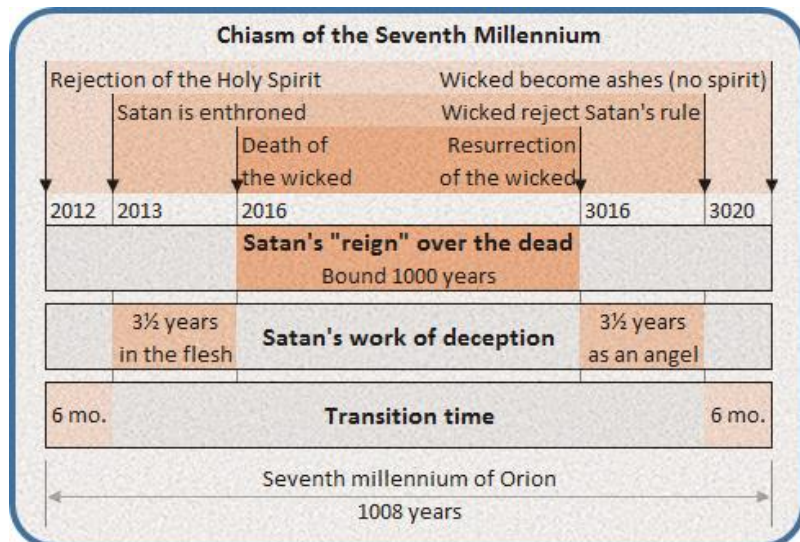 Chiasm of the Seventh Millennium
Rejection of the Holy Spirit Wicked become ashes (no spirit)
Satan is enthroned Wicked reject Satan's rule
Death of Resurrection
the wicked of the wicked
2012 2013 2016 3016 3020
Satan's "reign" over the dead
Bound 1000 years
3½ years
in the flesh
Satan's work of deception
3½ years
as an angel
6 mo. Transition time 6 mo.
Seventh millennium of Orion
1008 years